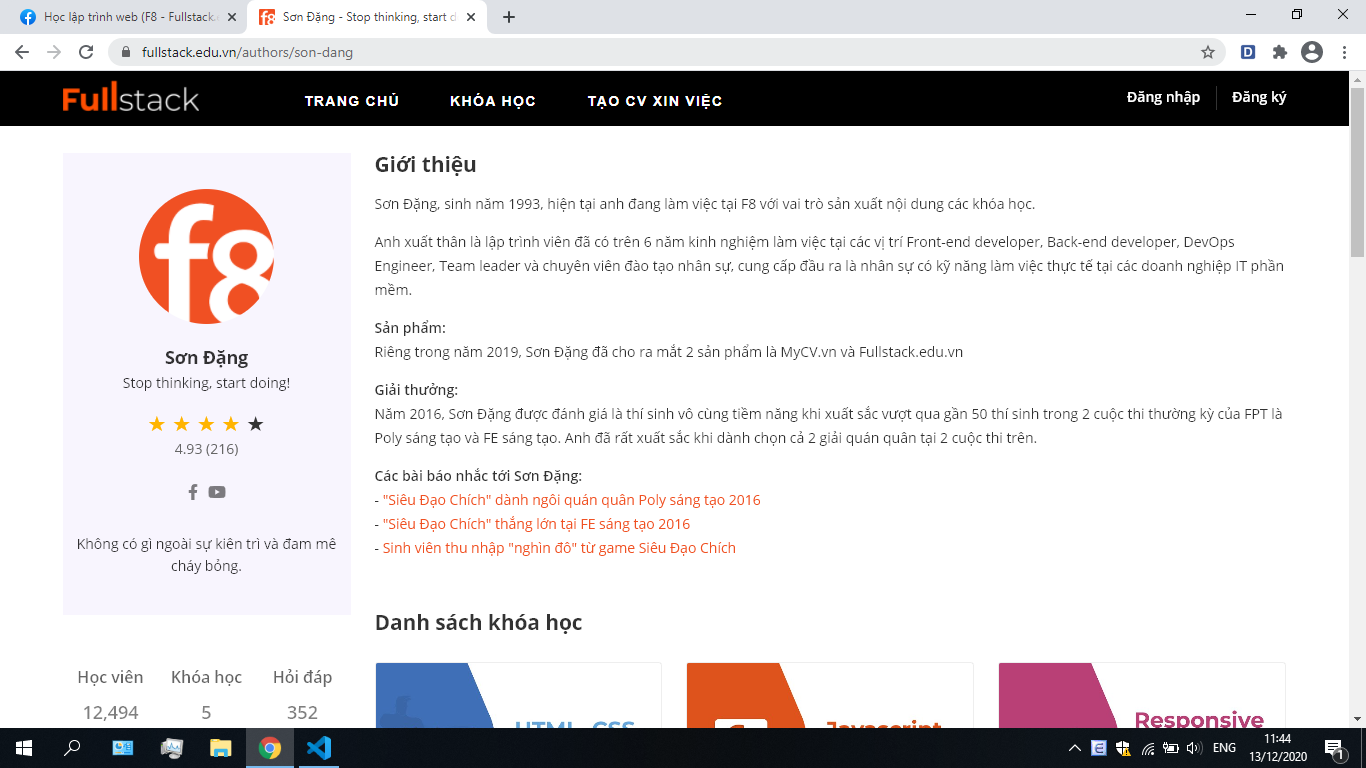 Học lập trình web (F8 - Fullstack.
Sơn Đặng - Stop thinking, start d
fullstack.edu.vn/authors/son-dang
Fullstack
TRANG CHỦ
KHÓA HỌC
TẠO CV XIN VIỆC
Đăng nhập
Đăng ký
f8
Sơn Đặng
Stop thinking, start doing!
4.93 (216)
Không có gì ngoài sự kiên trì và đam mê
cháy bỏng.
Học viên
Khóa học
Hỏi đáp
12,494
5
352
Giới thiệu
Sơn Đặng, sinh năm 1993, hiện tại anh đang làm việc tại F8 với vai trò sản xuất nội dung các khóa học.
Anh xuất thân là lập trình viên đã có trên 6 năm kinh nghiệm làm việc tại các vị trí Front-end developer, Back-end developer, DevOps
Engineer, Team leader và chuyên viên đào tạo nhân sự, cung cấp đầu ra là nhân sự có kỹ năng làm việc thực tế tại các doanh nghiệp IT phần
mềm.
Sản phẩm:
Riêng trong năm 2019, Sơn Đặng đã cho ra mắt 2 sản phẩm là MyCV.vn và Fullstack.edu.vn
Giải thưởng:
Năm 2016, Sơn Đặng được đánh giá là thí sinh vô cùng tiềm năng khi xuất sắc vượt qua gần 50 thí sinh trong 2 cuộc thi thường kỳ của FPT là
Poly sáng tạo và FE sáng tạo. Anh đã rất xuất sắc khi dành chọn cả 2 giải quán quân tại 2 cuộc thi trên.
Các bài báo nhắc tới Sơn Đặng:
- "Siêu Đạo Chích" dành ngôi quán quân Poly sáng tạo 2016
- "Siêu Đạo Chích" thắng lớn tại FE sáng tạo 2016
- Sinh viên thu nhập "nghìn đô" từ game Siêu Đạo Chích
Danh sách khóa học
HTML, CSS
Javascript
Responsive
ENG
11:44
13/12/2020
1